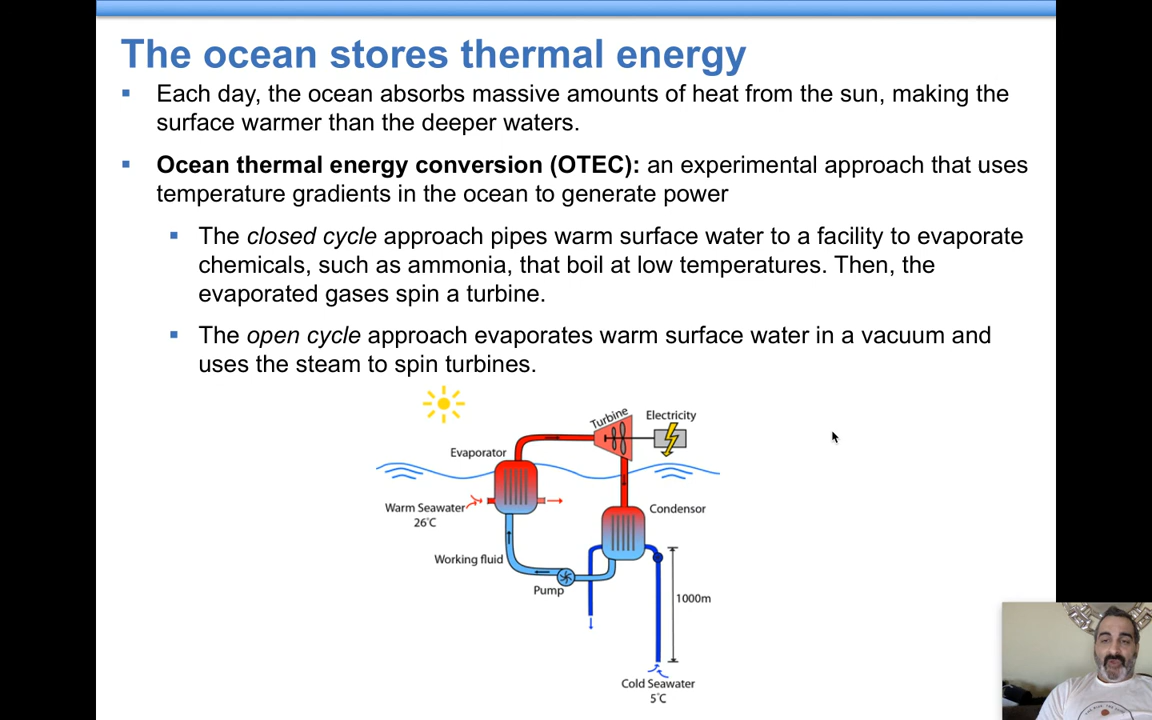 The ocean stores thermal energy
Each day, the ocean absorbs massive amounts of heat from the sun, making the
surface warmer than the deeper waters.
Ocean thermal energy conversion (OTEC): an experimental approach that uses
temperature gradients in the ocean to generate power
The closed cycle approach pipes warm surface water to a facility to evaporate
chemicals, such as ammonia, that boil at low temperatures. Then, the
evaporated gases spin a turbine.
The open cycle approach evaporates warm surface water in a vacuum and
uses the steam to spin turbines.
Turbine
Electricity
Evaporator
Warm Seawater
26°C
Condensor
Working fluid
Pump
1000m
Cold Seawater
5°C